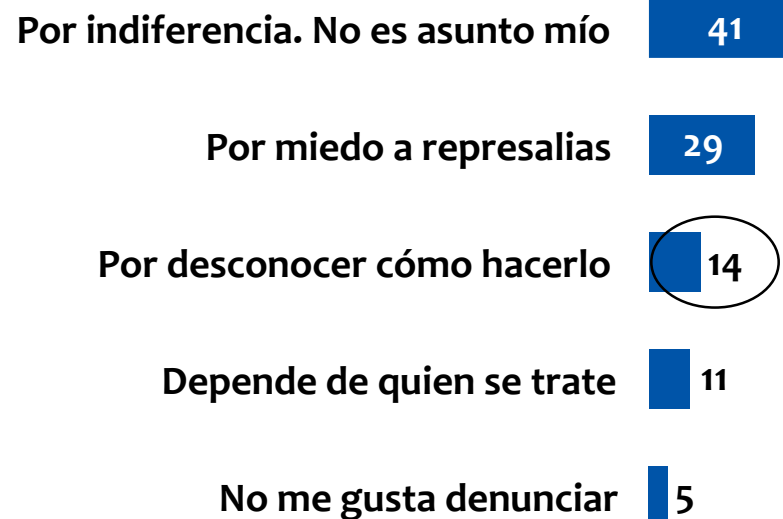 Por indiferencia. No es asunto mío 41
Por miedo a represalias 29
Por desconocer cómo hacerlo 14
Depende de quien se trate 11
No me gusta denunciar 5